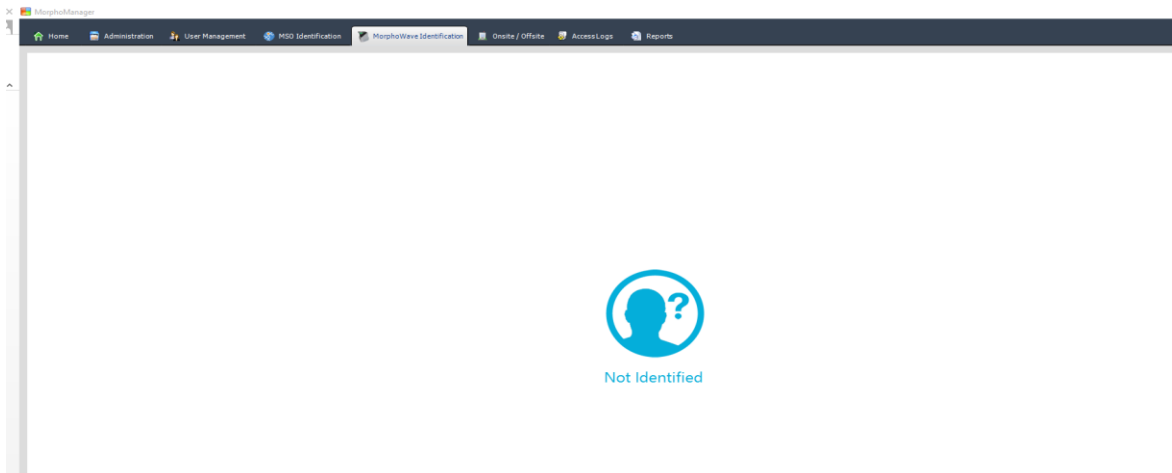 MorphoManager
Home Administration User Management MSO Identification MorphoWave Identification Onsite / Offsite Access Logs Reports
?
Not Identified